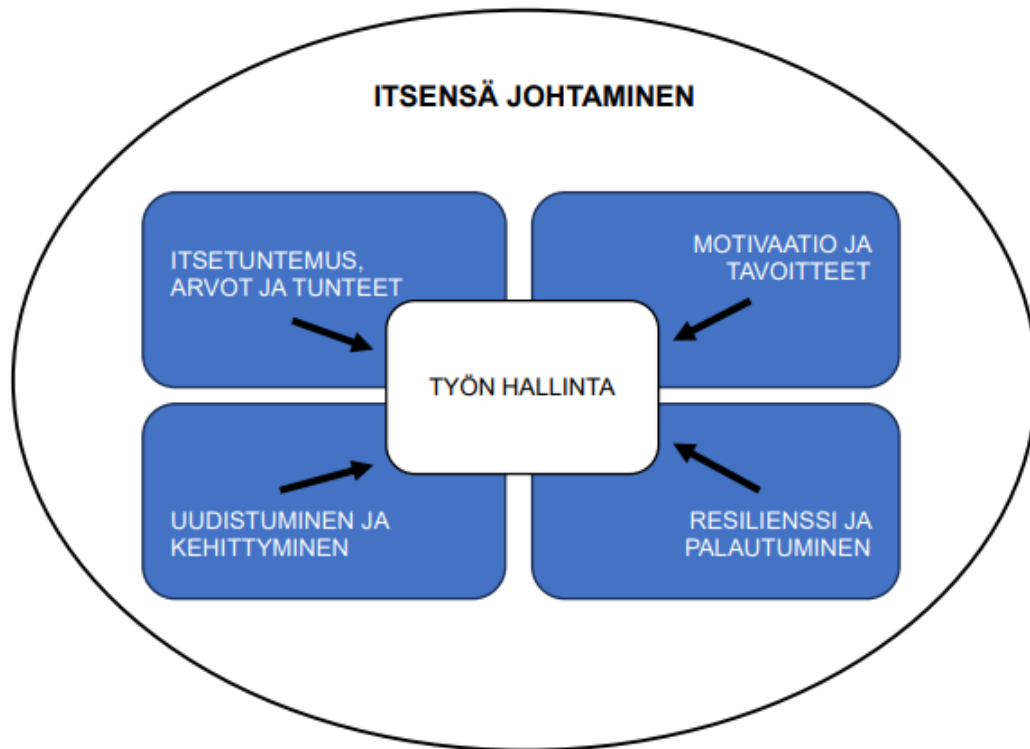 ITSENSÄ JOHTAMINEN
ITSETUNTEMUS,
ARVOT JA TUNTEET
MOTIVAATIO JA
TAVOITTEET
TYÖN HALLINTA
UUDISTUMINEN JA
KEHITTYMINEN
RESILIENSSI JA
PALAUTUMINEN